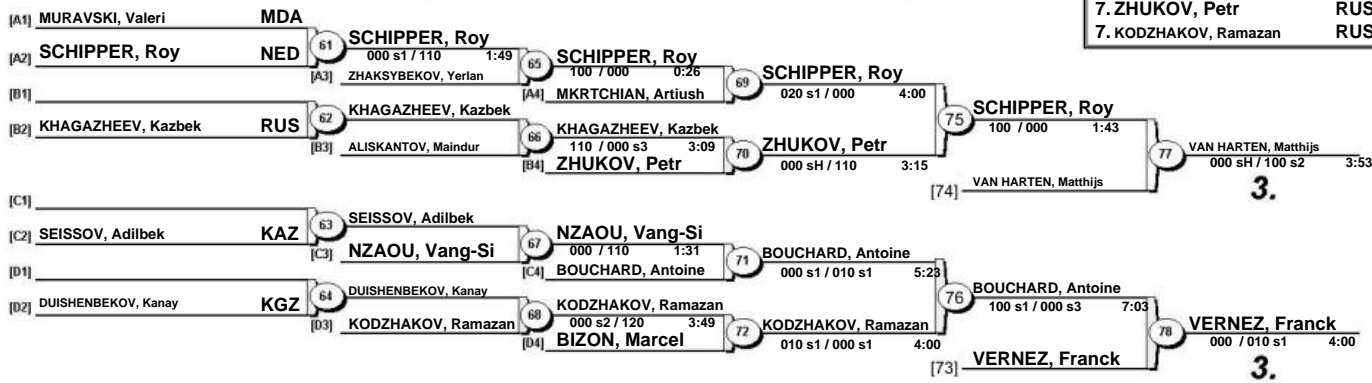 7. ZHUKOV, Petr RUS
7. KODZHAKOV, Ramazan RUS
[A1] MURAVSKI, Valeri MDA
[A2] SCHIPPER, Roy NED
61 SCHIPPER, Roy
000 s1 / 110 1:49
[A3] ZHAKSYBEKOV, Yerlan
65 SCHIPPER, Roy
100 / 000 0:26
[A4] MKRTCHIAN, Artiush
69 SCHIPPER, Roy
020 s1 / 000 4:00
[B1]
[B2] KHAGAZHEEV, Kazbek RUS
62 KHAGAZHEEV, Kazbek
[B3] ALISKANTOV, Maindur
66 KHAGAZHEEV, Kazbek
110 / 000 s3 3:09
[B4] ZHUKOV, Petr
70 ZHUKOV, Petr
000 sH / 110 3:15
75 SCHIPPER, Roy
100 / 000 1:43
[74] VAN HARTEN, Matthijs
77 VAN HARTEN, Matthijs
000 sH / 100 s2 3:53
3.
[C1]
[C2] SEISSOV, Adilbek KAZ
63 SEISSOV, Adilbek
[C3] NZAOU, Vang-Si
67 NZAOU, Vang-Si
000 / 110 1:31
[C4] BOUCHARD, Antoine
71 BOUCHARD, Antoine
000 s1 / 010 s1 5:23
[D1]
[D2] DUISHENBEKOV, Kanay KGZ
64 DUISHENBEKOV, Kanay
[D3] KODZHAKOV, Ramazan
68 KODZHAKOV, Ramazan
000 s2 / 120 3:49
[D4] BIZON, Marcel
72 KODZHAKOV, Ramazan
010 s1 / 000 s1 4:00
76 BOUCHARD, Antoine
100 s1 / 000 s3 7:03
[73] VERNEZ, Franck
78 VERNEZ, Franck
000 / 010 s1 4:00
3.